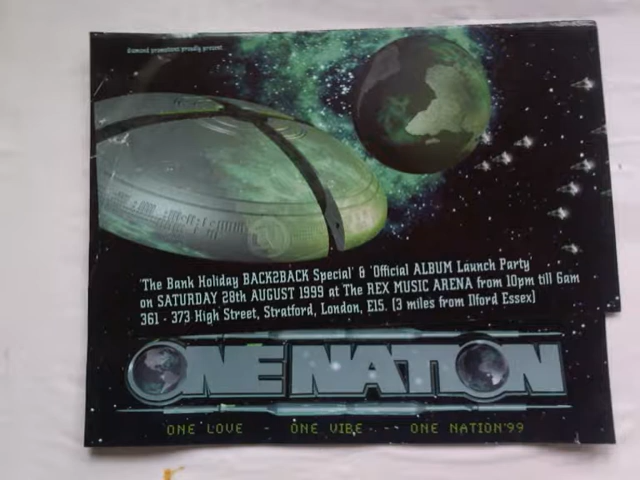 diamond promotions proudly present
'The Bank Holiday BACK2BACK Special' & 'Official ALBUM Launch Party'
on SATURDAY 28th AUGUST 1999 at The REX MUSIC ARENA from 10pm till 6am
361 - 373 High Street, Stratford, London, E15. (3 miles from Ilford Essex)
ONE NATION
ONE LOVE - ONE VIBE -- ONE NATION'99